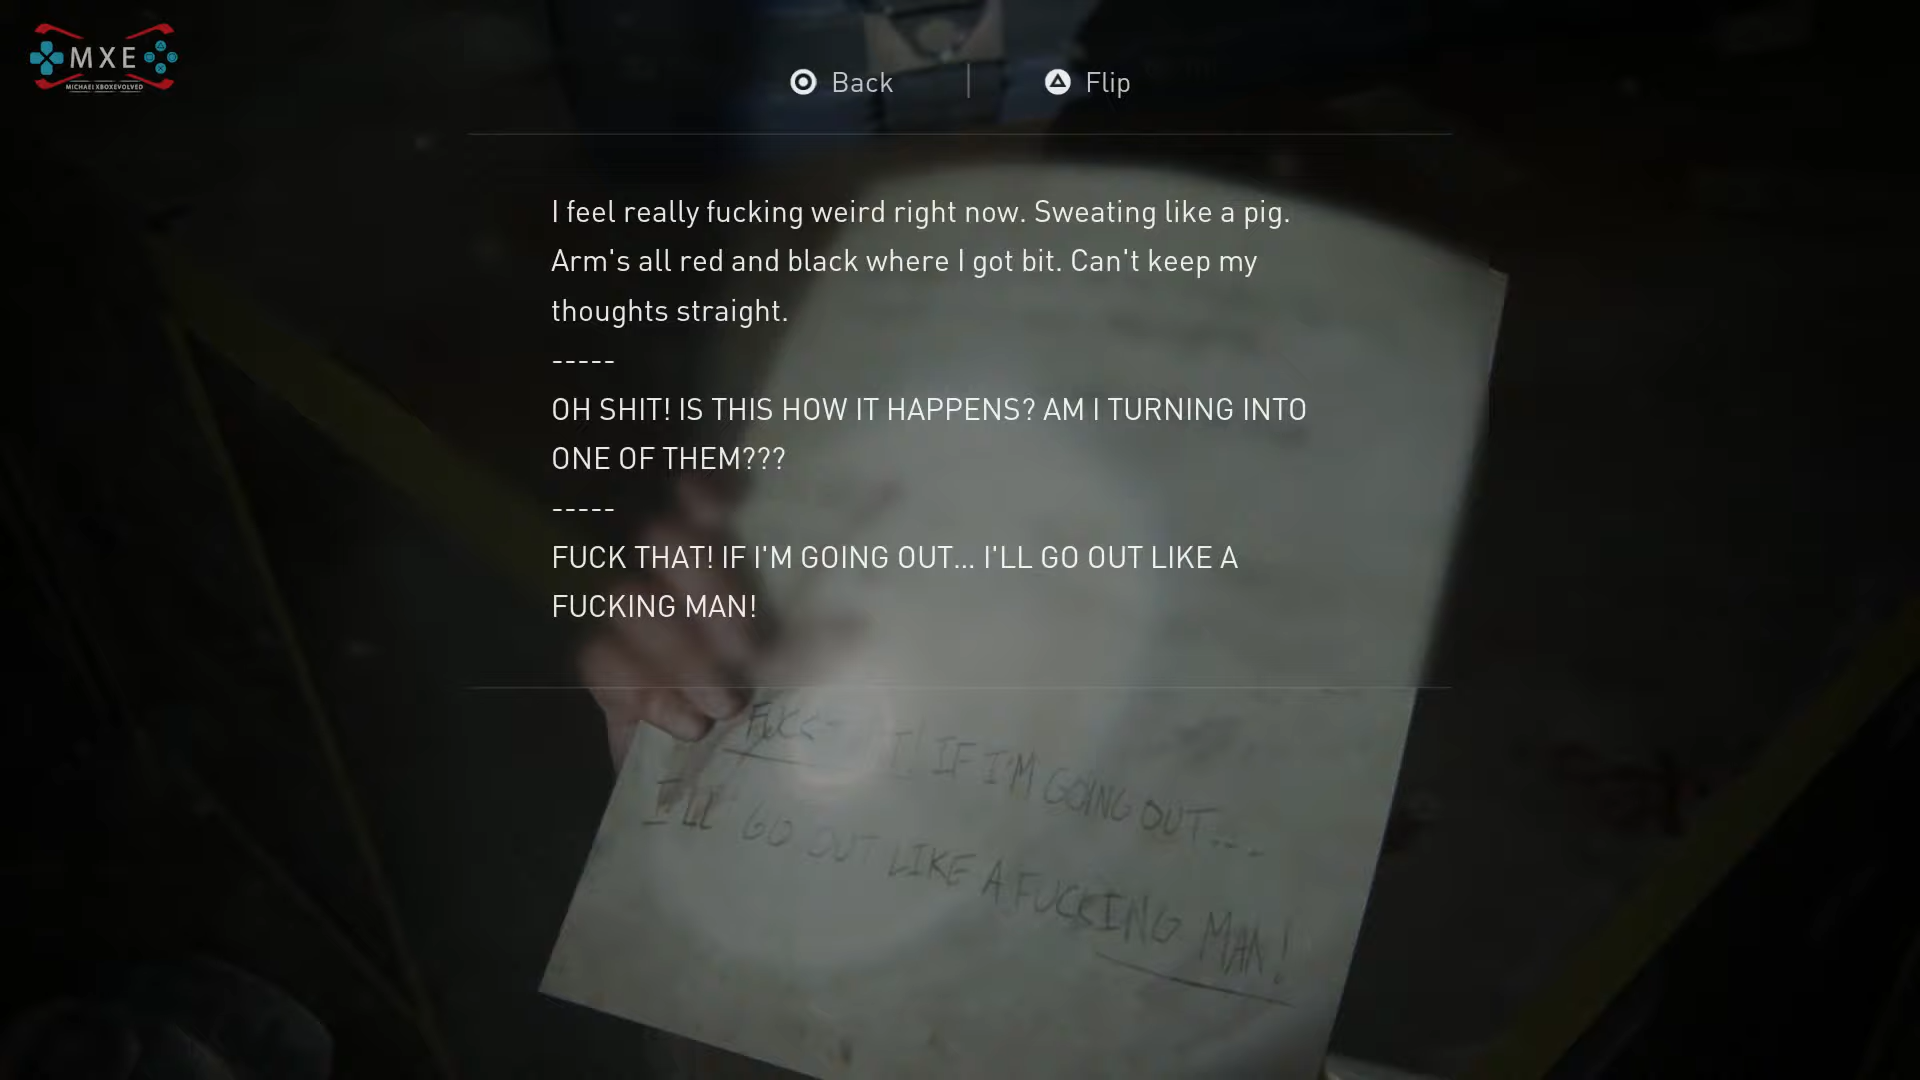 MXE
MICHAELXBOXEVOLVED
Back | Flip
I feel really fucking weird right now. Sweating like a pig.
Arm's all red and black where I got bit. Can't keep my
thoughts straight.
-----
OH SHIT! IS THIS HOW IT HAPPENS? AM I TURNING INTO
ONE OF THEM???
-----
FUCK THAT! IF I'M GOING OUT... I'LL GO OUT LIKE A
FUCKING MAN!
IF I'M GOING OUT...
I'LL GO OUT LIKE A FUCKING MAN!